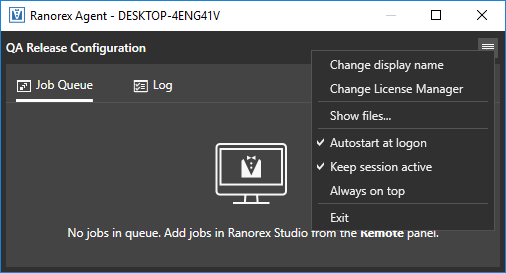 Ranorex Agent - DESKTOP-4ENG41V
QA Release Configuration
Job Queue
Log
Change display name
Change License Manager
Show files...
Autostart at logon
Keep session active
Always on top
Exit
No jobs in queue. Add jobs in Ranorex Studio from the Remote panel.